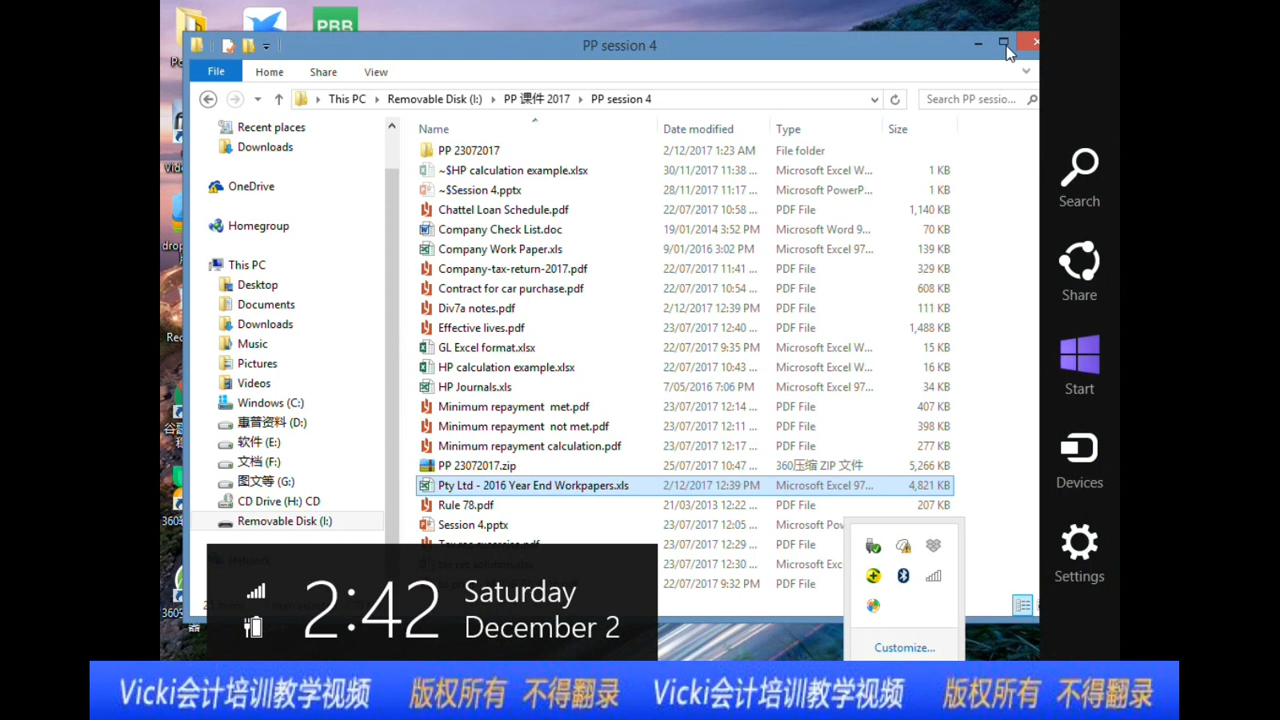 PBB
PP session 4
File Home Share View
This PC Removable Disk (I:) PP 课件 2017 PP session 4
Search PP sessio...
Name Date modified Type Size
Recent places
Downloads
OneDrive
Homegroup
This PC
Desktop
Documents
Downloads
Music
Pictures
Videos
Windows (C:)
惠普资料 (D:)
软件 (E:)
文档 (F:)
图文等 (G:)
CD Drive (H:) CD
Removable Disk (I:)
PP 23072017 2/12/2017 1:23 AM File folder
~$HP calculation example.xlsx 30/11/2017 11:38 ... Microsoft Excel W... 1 KB
~$Session 4.pptx 28/11/2017 11:17 ... Microsoft PowerP... 1 KB
Chattel Loan Schedule.pdf 22/07/2017 10:58 ... PDF File 1,140 KB
Company Check List.doc 19/01/2014 3:52 PM Microsoft Word 9... 70 KB
Company Work Paper.xls 9/01/2016 3:02 PM Microsoft Excel 97... 139 KB
Company-tax-return-2017.pdf 22/07/2017 11:41 ... PDF File 329 KB
Contract for car purchase.pdf 22/07/2017 10:54 ... PDF File 608 KB
Div7a notes.pdf 2/12/2017 12:39 PM PDF File 111 KB
Effective lives.pdf 23/07/2017 12:40 ... PDF File 1,488 KB
GL Excel format.xlsx 22/07/2017 9:35 PM Microsoft Excel W... 15 KB
HP calculation example.xlsx 22/07/2017 10:43 ... Microsoft Excel W... 16 KB
HP Journals.xls 7/05/2016 7:06 PM Microsoft Excel 97... 34 KB
Minimum repayment met.pdf 23/07/2017 12:14 ... PDF File 407 KB
Minimum repayment not met.pdf 23/07/2017 12:11 ... PDF File 398 KB
Minimum repayment calculation.pdf 23/07/2017 12:17 ... PDF File 277 KB
PP 23072017.zip 25/07/2017 10:47 ... 360压缩 ZIP 文件 5,266 KB
Pty Ltd - 2016 Year End Workpapers.xls 2/12/2017 12:39 PM Microsoft Excel 97... 4,821 KB
Rule 78.pdf 21/03/2013 12:22 ... PDF File 207 KB
Session 4.pptx 23/07/2017 12:05 ... Microsoft Po
23/07/2017 12:29 ... PDF File
23/07/2017 12:30 ... Microsoft Exc
22/07/2017 9:32 PM PDF File
Customize...
2:42
Saturday
December 2
Search
Share
Start
Devices
Settings
Vicki会计培训教学视频 版权所有 不得翻录 Vicki会计培训教学视频 版权所有 不得翻录